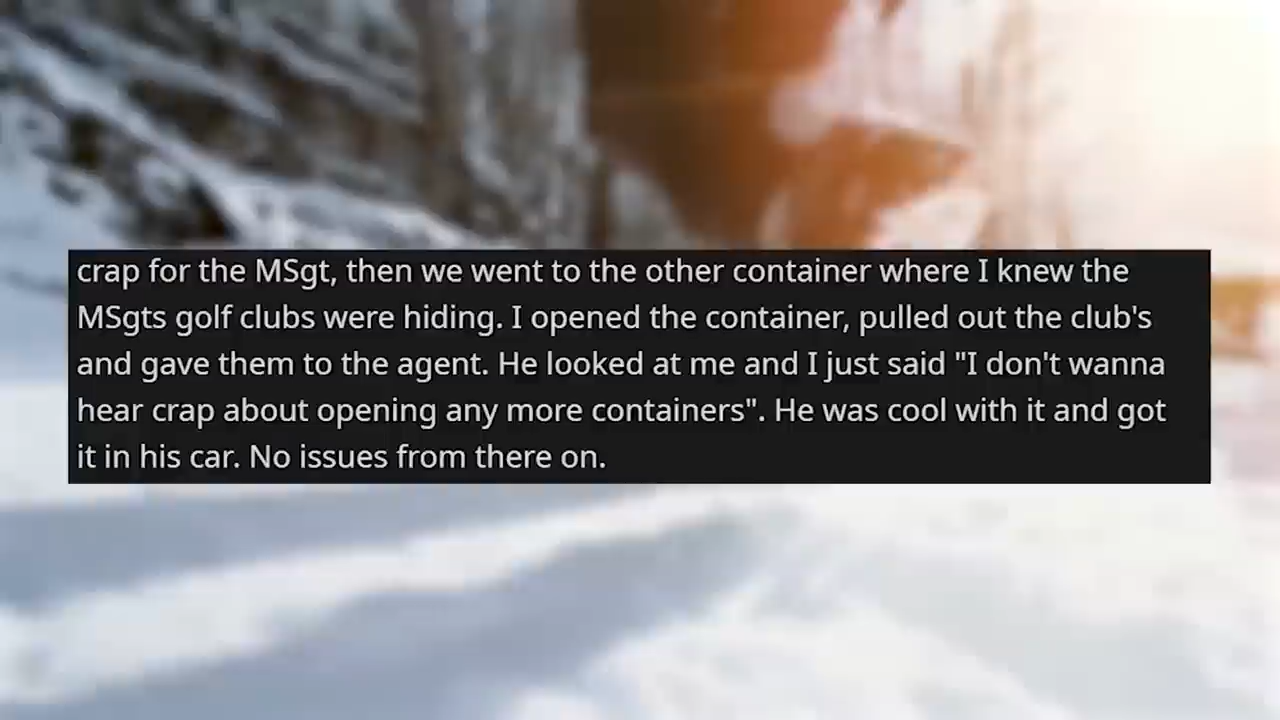 crap for the MSgt, then we went to the other container where I knew the
MSgts golf clubs were hiding. I opened the container, pulled out the club's
and gave them to the agent. He looked at me and I just said "I don't wanna
hear crap about opening any more containers". He was cool with it and got
it in his car. No issues from there on.